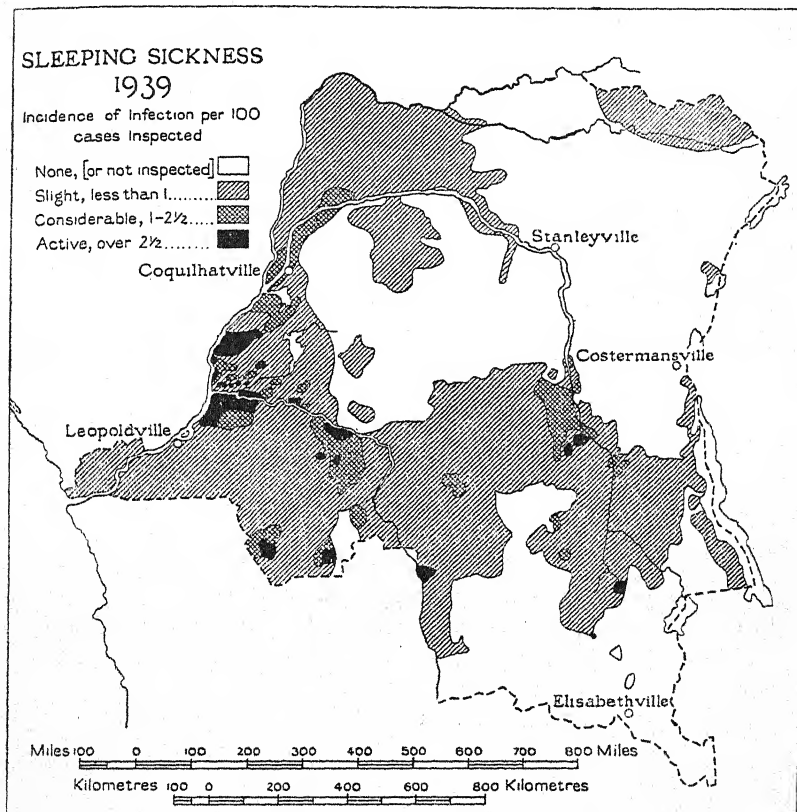 SLEEPING SICKNESS
1939
Incidence of Infection per 100
cases Inspected
None, [or not inspected]
Slight, less than 1.........
Considerable, 1-2½....
Active, over 2½........
Coquilhatville
Stanleyville
Costermansville
Leopoldville
Elisabethville
Miles 100 0 100 200 300 400 500 600 700 800 Miles
Kilometres 100 0 200 400 600 800 Kilometres